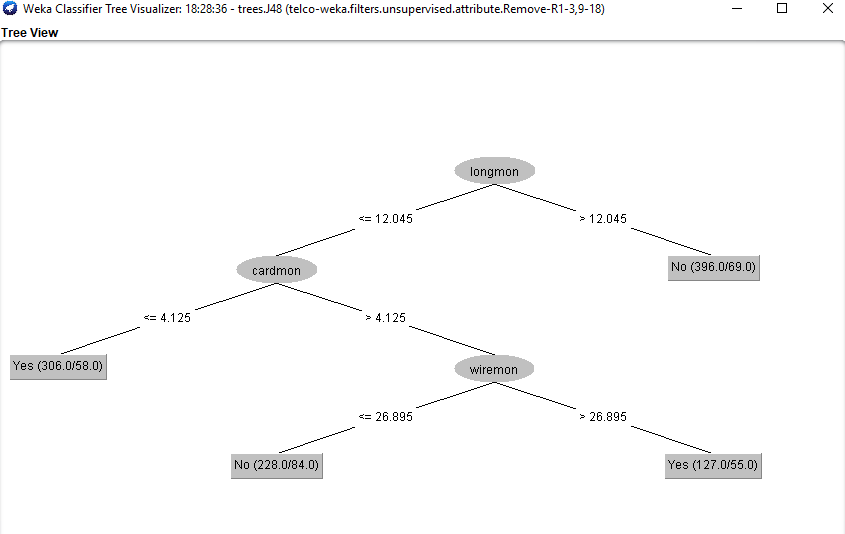 Weka Classifier Tree Visualizer: 18:28:36 - trees.J48 (telco-weka.filters.unsupervised.attribute.Remove-R1-3,9-18)
Tree View
longmon
<= 12.045
> 12.045
cardmon
No (396.0/69.0)
<= 4.125
> 4.125
Yes (306.0/58.0)
wiremon
<= 26.895
> 26.895
No (228.0/84.0)
Yes (127.0/55.0)